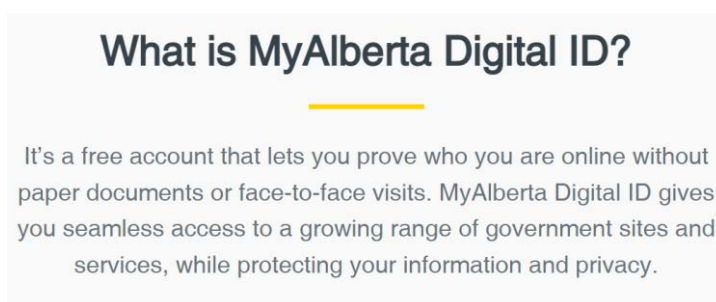 What is MyAlberta Digital ID?
It's a free account that lets you prove who you are online without
paper documents or face-to-face visits. MyAlberta Digital ID gives
you seamless access to a growing range of government sites and
services, while protecting your information and privacy.